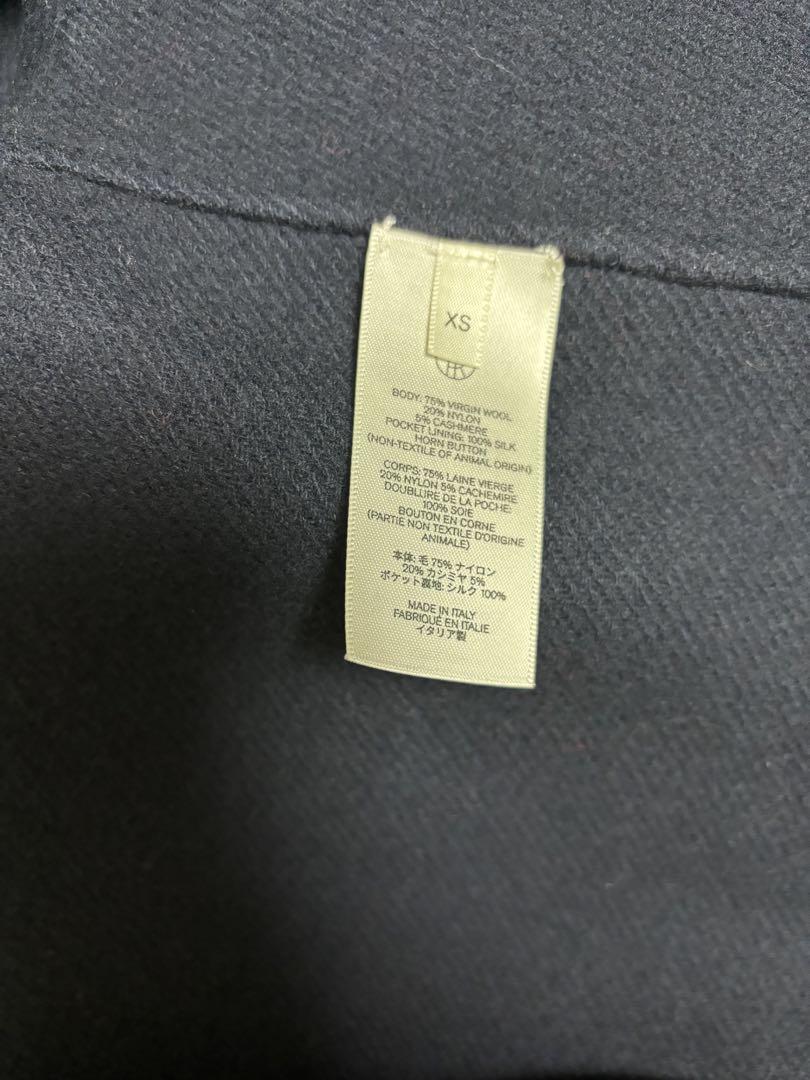 XS
BODY: 75% VIRGIN WOOL
20% NYLON
5% CASHMERE
POCKET LINING: 100% SILK
HORN BUTTON
(NON-TEXTILE OF ANIMAL ORIGIN)
CORPS: 75% LAINE VIERGE
20% NYLON 5% CACHEMIRE
DOUBLURE DE LA POCHE:
100% SOIE
BOUTON EN CORNE
(PARTIE NON TEXTILE D'ORIGINE
ANIMALE)
本体: 毛 75% ナイロン
20% カシミヤ 5%
ポケット裏地: シルク 100%
MADE IN ITALY
FABRIQUÉ EN ITALIE
イタリア製